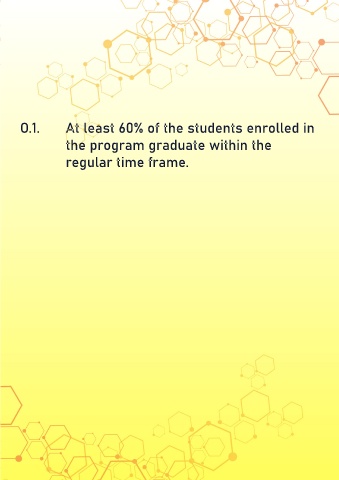 O.1. At least 60% of the students enrolled in
the program graduate within the
regular time frame.